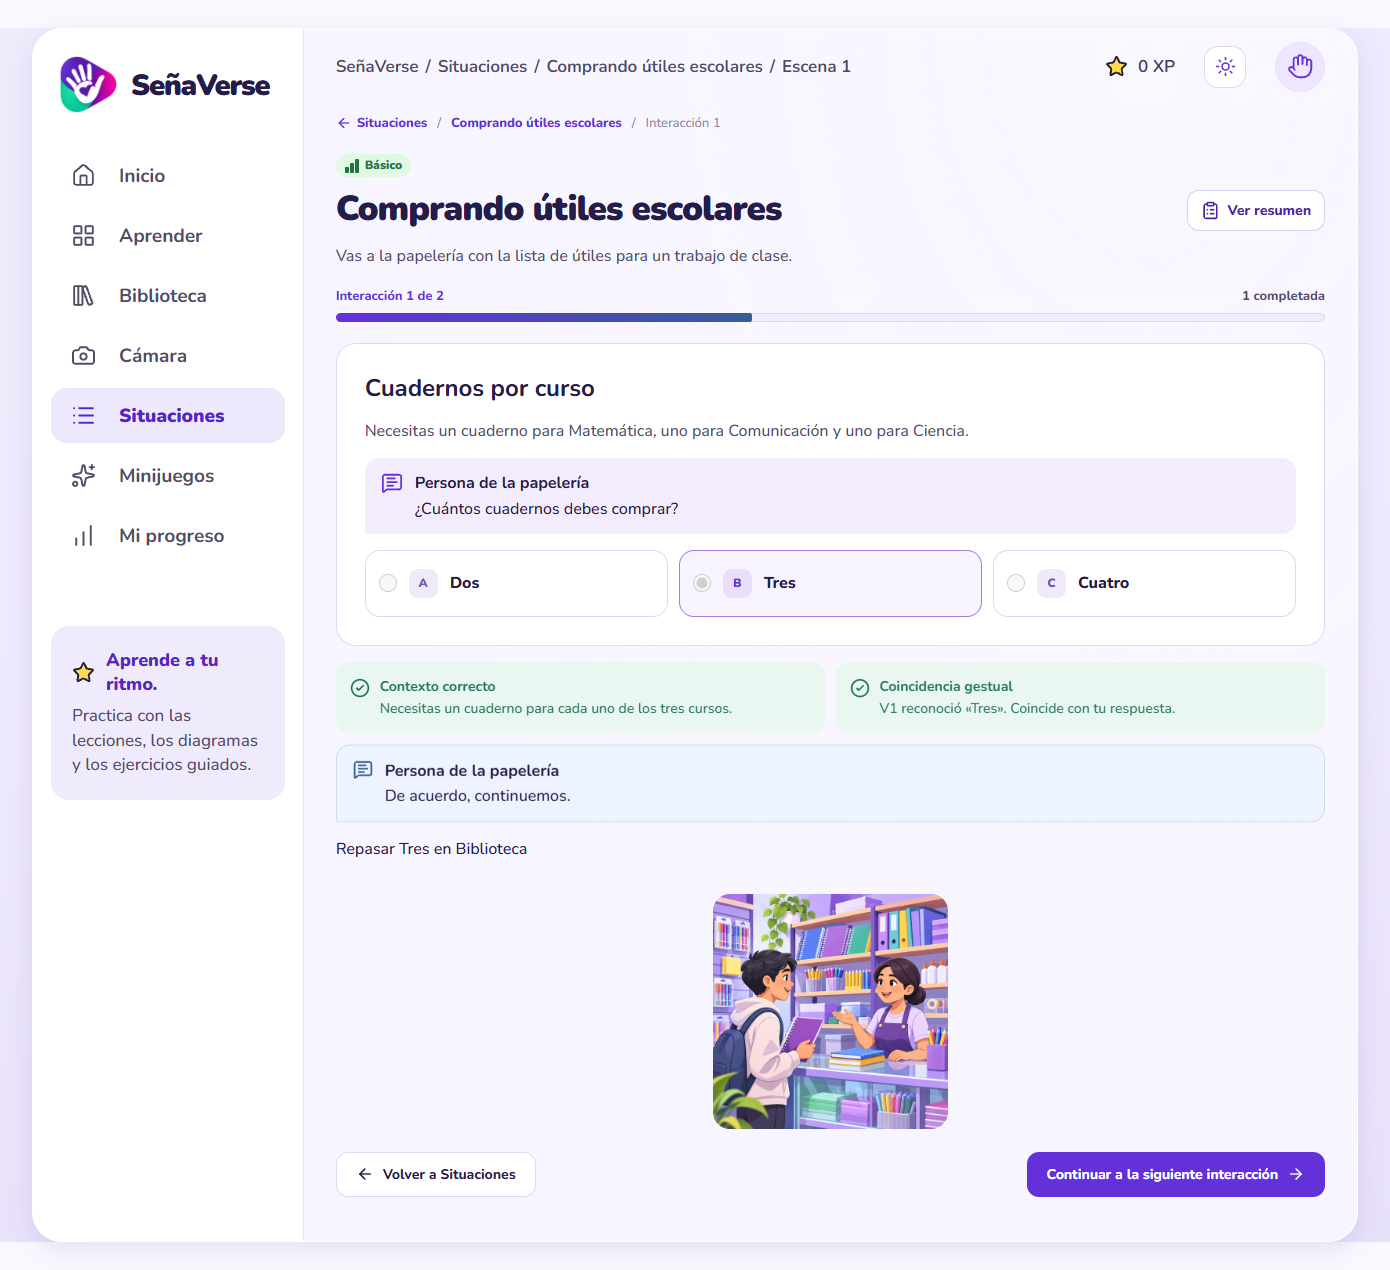 SeñaVerse
Inicio
Aprender
Biblioteca
Cámara
Situaciones
Minijuegos
Mi progreso
Aprende a tu
ritmo.
Practica con las
lecciones, los diagramas
y los ejercicios guiados.
SeñaVerse / Situaciones / Comprando útiles escolares / Escena 1
0 XP
Situaciones / Comprando útiles escolares / Interacción 1
Básico
Comprando útiles escolares
Ver resumen
Vas a la papelería con la lista de útiles para un trabajo de clase.
Interacción 1 de 2
1 completada
Cuadernos por curso
Necesitas un cuaderno para Matemática, uno para Comunicación y uno para Ciencia.
Persona de la papelería
¿Cuántos cuadernos debes comprar?
A Dos
B Tres
C Cuatro
Contexto correcto
Necesitas un cuaderno para cada uno de los tres cursos.
Coincidencia gestual
V1 reconoció «Tres». Coincide con tu respuesta.
Persona de la papelería
De acuerdo, continuemos.
Repasar Tres en Biblioteca
Volver a Situaciones
Continuar a la siguiente interacción